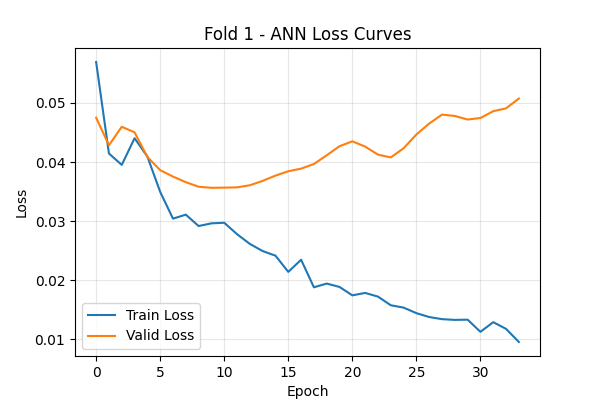 Fold 1 - ANN Loss Curves
0.05
0.04
0.03
0.02
0.01
Loss
Train Loss
Valid Loss
0 5 10 15 20 25 30
Epoch